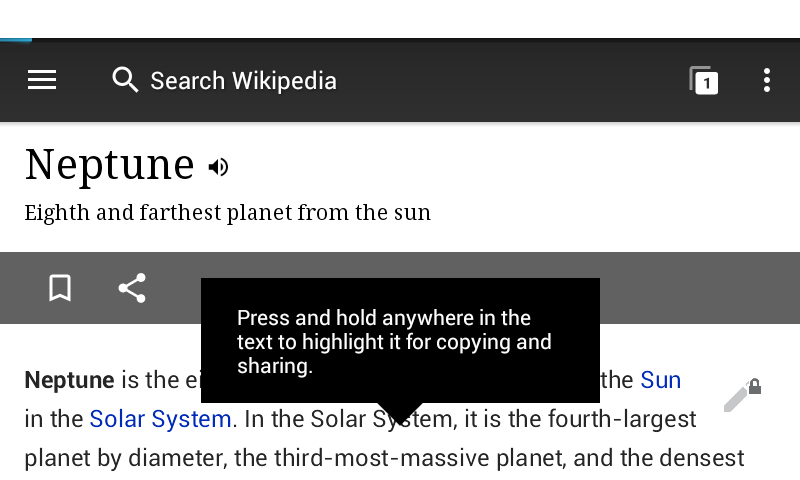 Search Wikipedia
1
Neptune
Eighth and farthest planet from the sun
Press and hold anywhere in the
text to highlight it for copying and
sharing.
Neptune is the the Sun
in the Solar System. In the Solar System, it is the fourth-largest
planet by diameter, the third-most-massive planet, and the densest